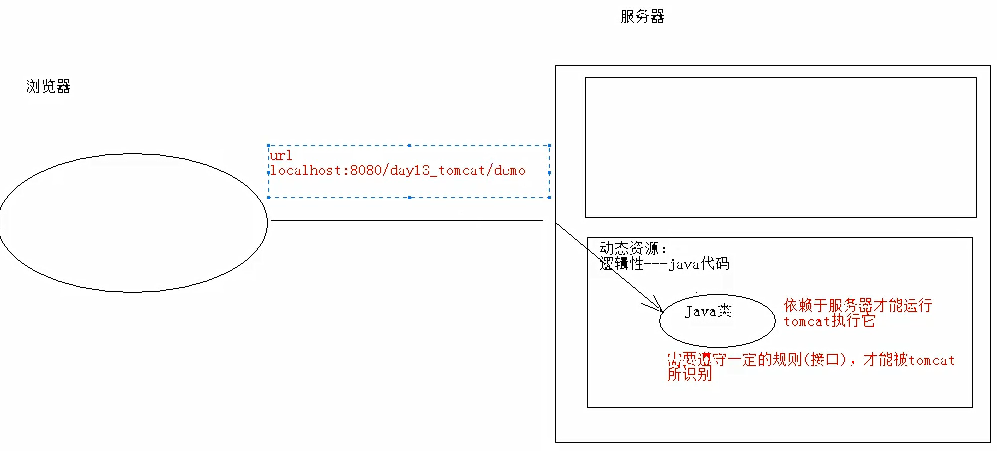 服务器
浏览器
url
localhost:8080/day13_tomcat/demo
动态资源:
逻辑性---java代码
Java类
依赖于服务器才能运行
tomcat执行它
需要遵守一定的规则(接口)，才能被tomcat
所识别